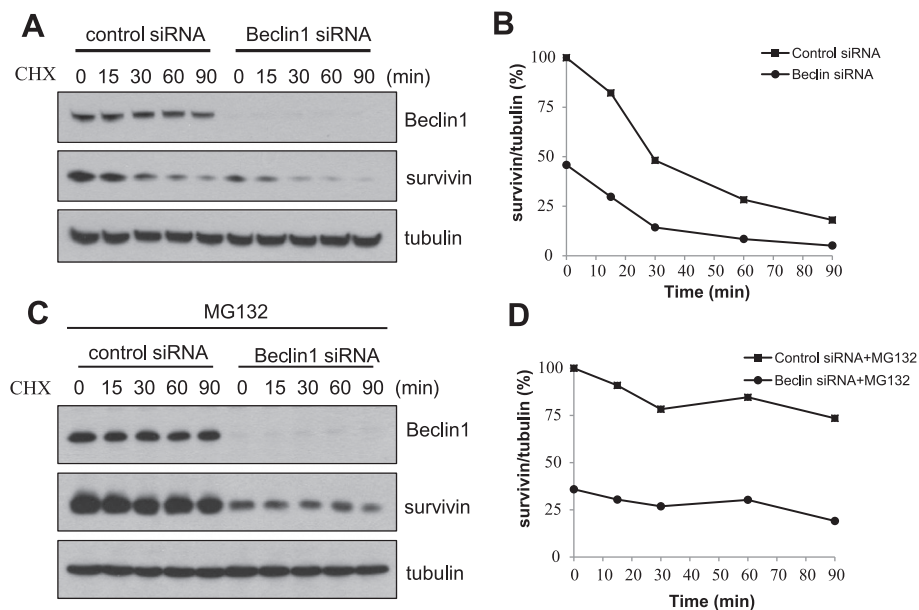 A
control siRNA Beclin1 siRNA
CHX 0 15 30 60 90 0 15 30 60 90 (min)
Beclin1
survivin
tubulin
B
100
75
50
25
0
survivin/tubulin (%)
Control siRNA
Beclin siRNA
0 10 20 30 40 50 60 70 80 90
Time (min)
C
MG132
control siRNA Beclin1 siRNA
CHX 0 15 30 60 90 0 15 30 60 90 (min)
Beclin1
survivin
tubulin
D
100
75
50
25
0
survivin/tubulin (%)
Control siRNA+MG132
Beclin siRNA+MG132
0 10 20 30 40 50 60 70 80 90
Time (min)